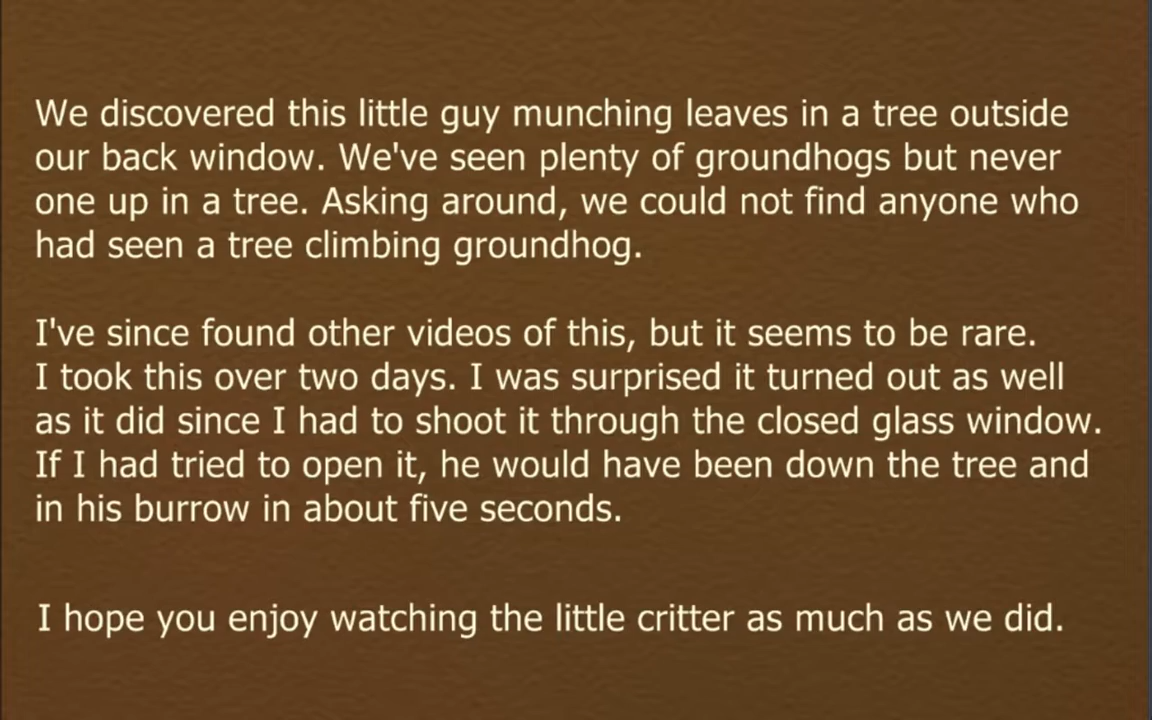 We discovered this little guy munching leaves in a tree outside
our back window. We've seen plenty of groundhogs but never
one up in a tree. Asking around, we could not find anyone who
had seen a tree climbing groundhog.
I've since found other videos of this, but it seems to be rare.
I took this over two days. I was surprised it turned out as well
as it did since I had to shoot it through the closed glass window.
If I had tried to open it, he would have been down the tree and
in his burrow in about five seconds.
I hope you enjoy watching the little critter as much as we did.